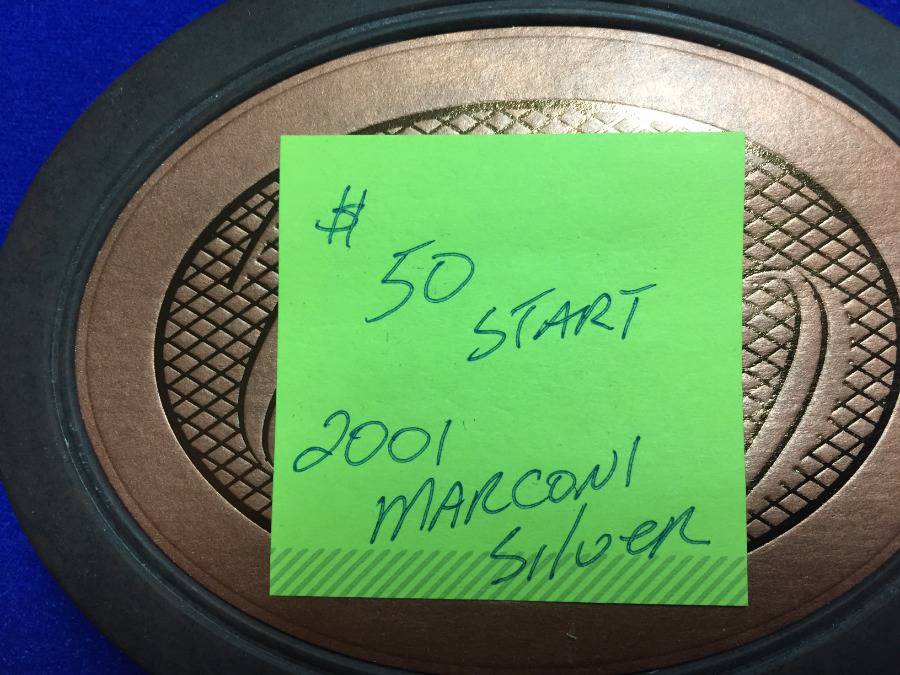 $
50
START
2001
MARCONI
Silver